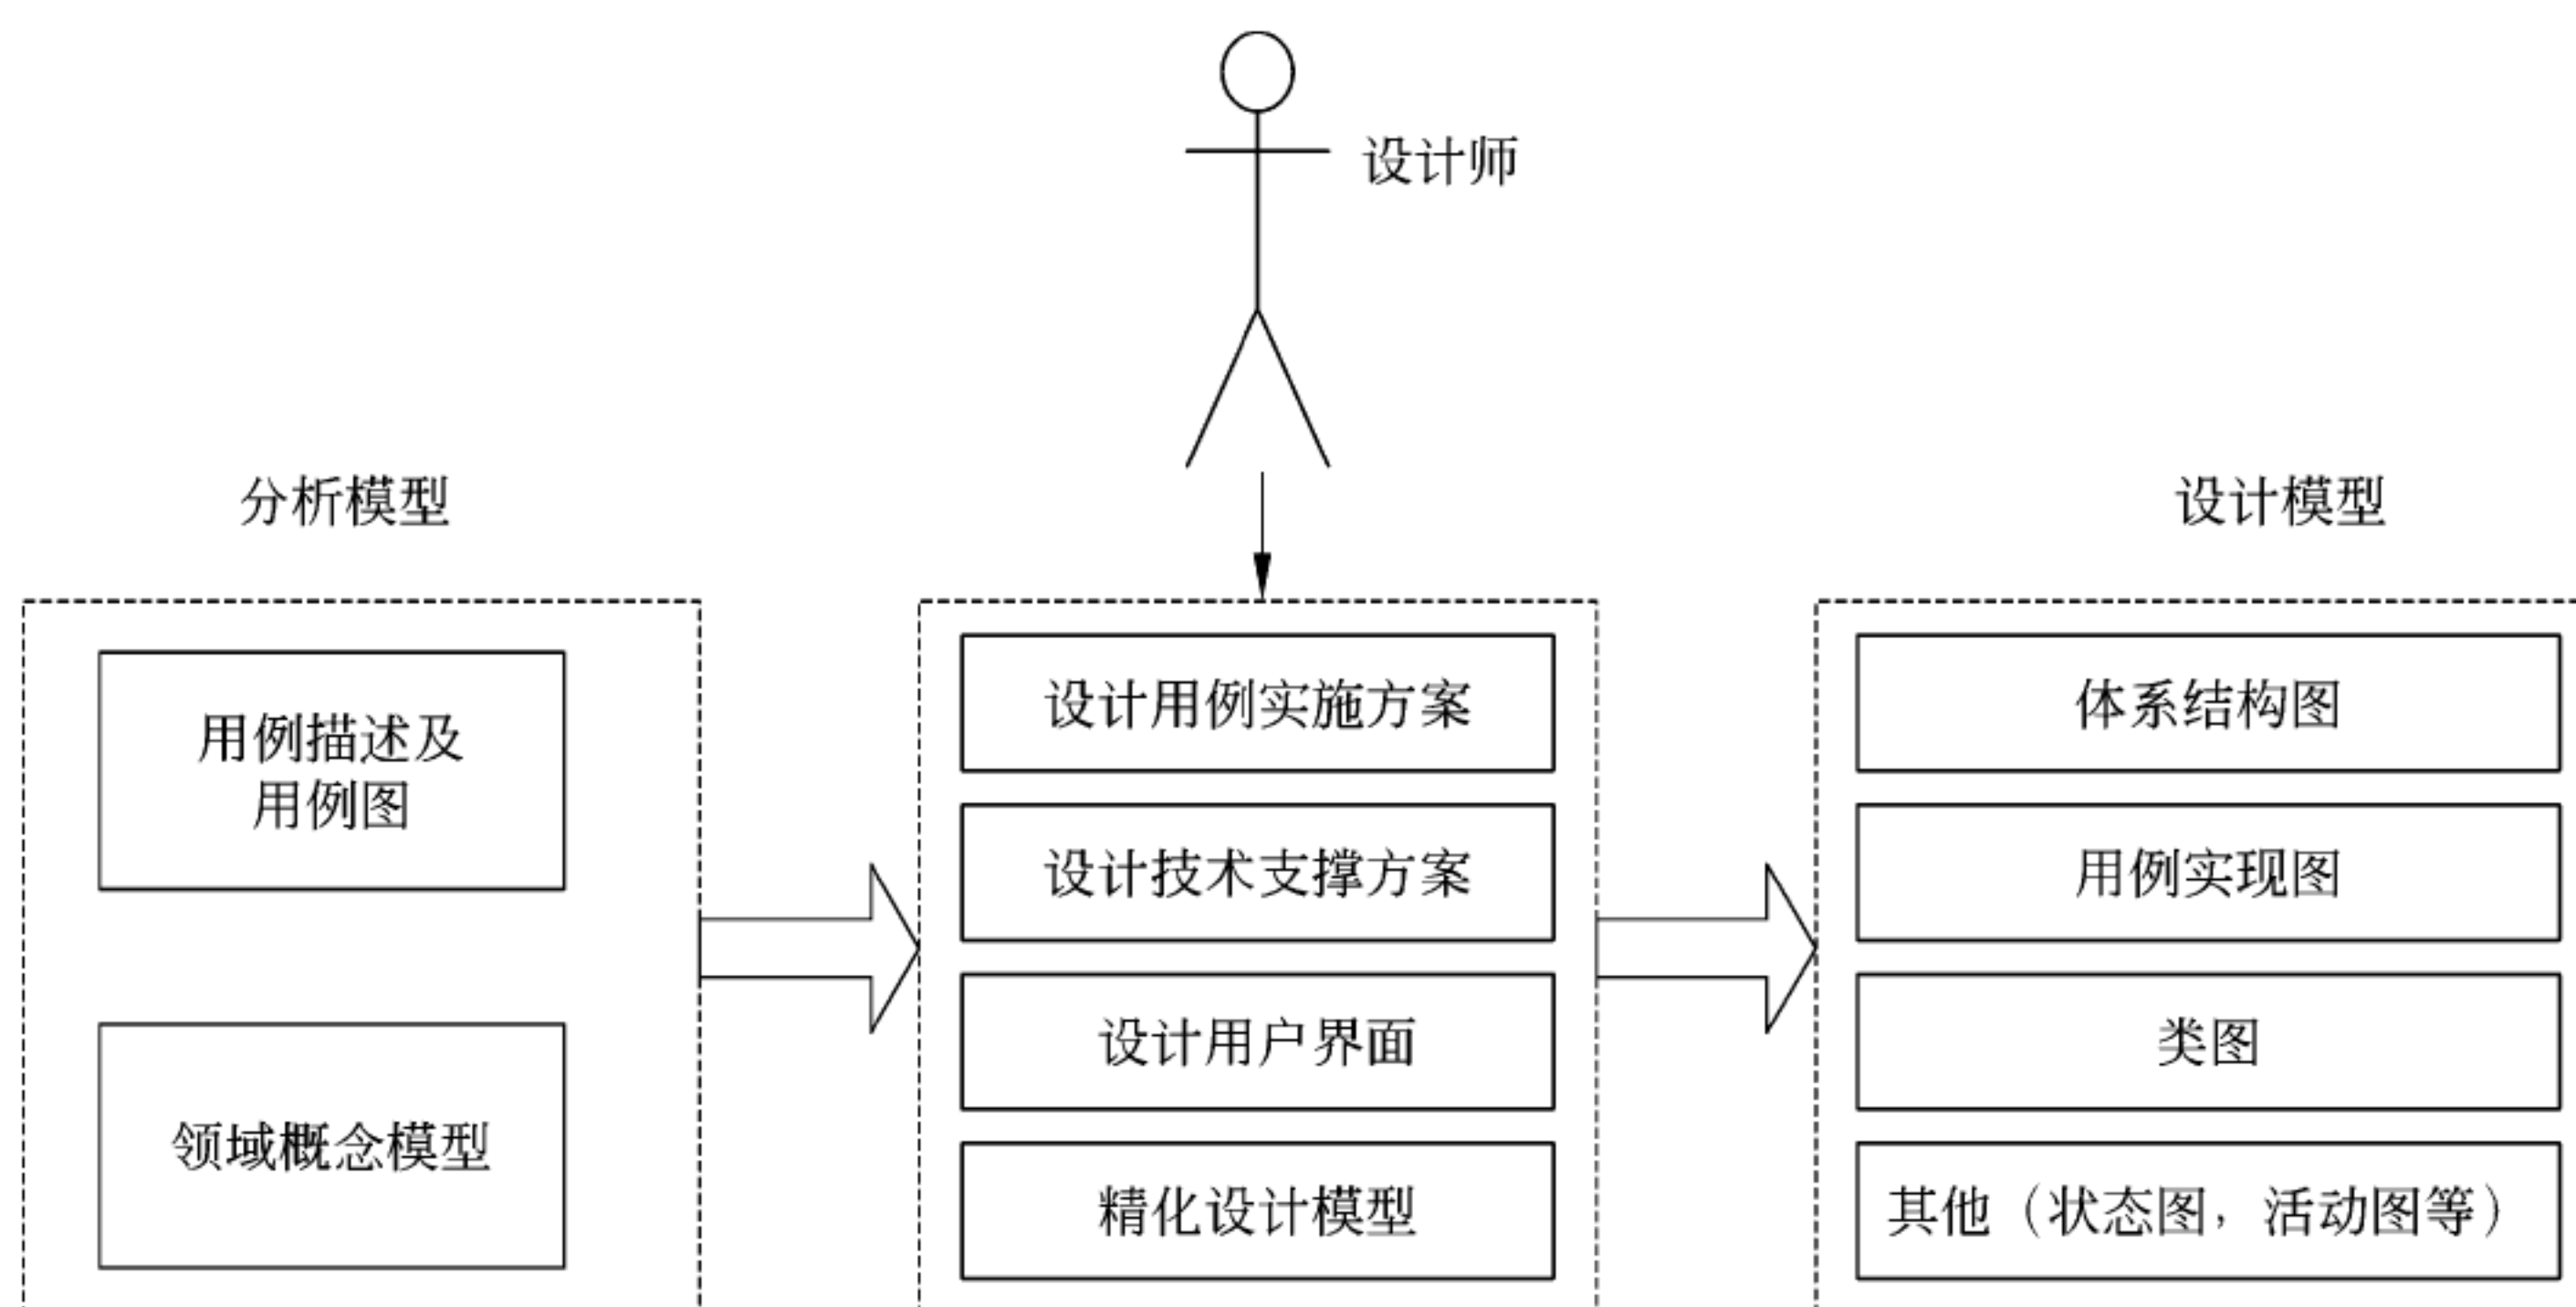 设计师
分析模型
设计模型
用例描述及
用例图
领域概念模型
设计用例实施方案
设计技术支撑方案
设计用户界面
精化设计模型
体系结构图
用例实现图
类图
其他（状态图，活动图等）